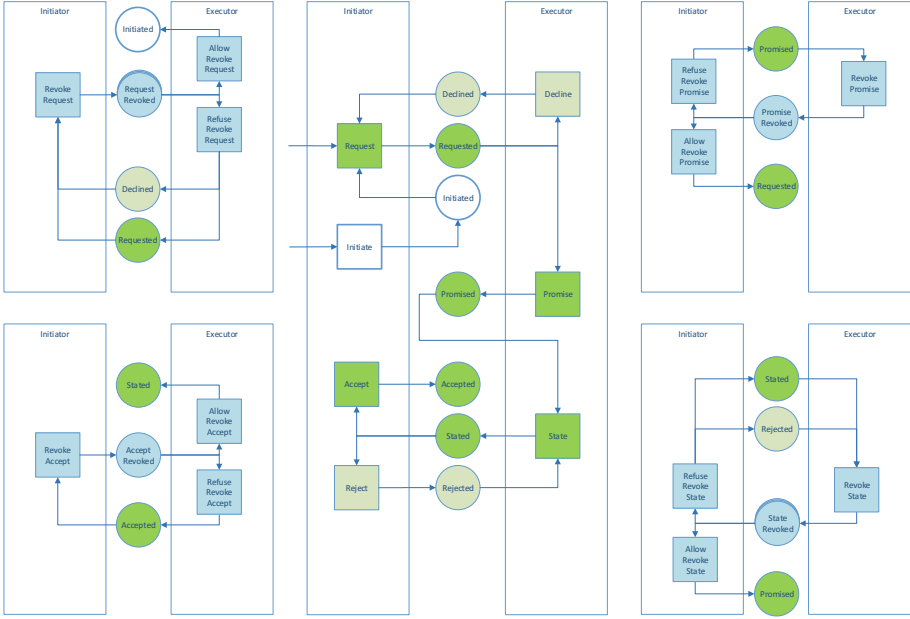 Initiator
Executor
Initiated
Allow
Revoke
Request
Revoke
Request
Request
Revoked
Refuse
Revoke
Request
Declined
Requested
Initiator
Executor
Declined
Decline
Request
Requested
Initiated
Initiate
Promised
Promise
Accept
Accepted
Stated
State
Reject
Rejected
Initiator
Executor
Promised
Refuse
Revoke
Promise
Revoke
Promise
Promise
Revoked
Allow
Revoke
Promise
Requested
Initiator
Executor
Stated
Allow
Revoke
Accept
Revoke
Accept
Accept
Revoked
Refuse
Revoke
Accept
Accepted
Initiator
Executor
Stated
Rejected
Refuse
Revoke
State
Revoke
State
State
Revoked
Allow
Revoke
State
Promised